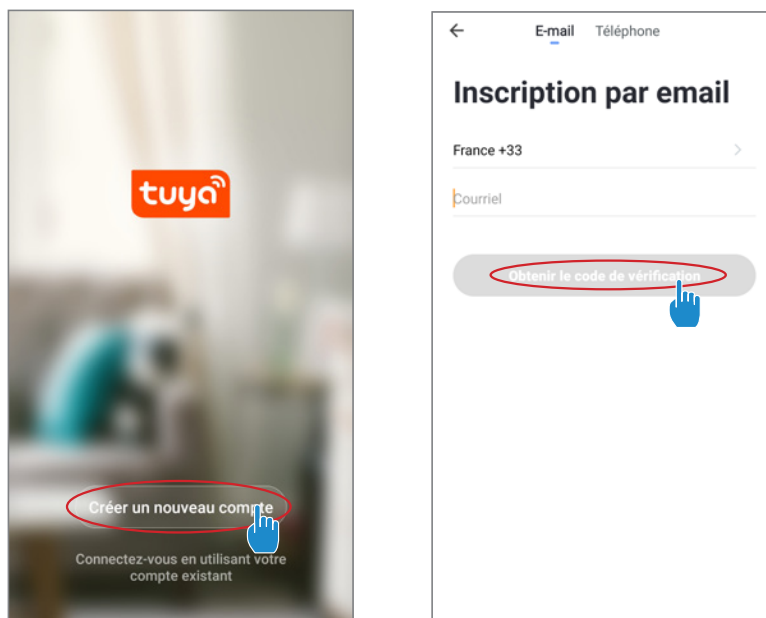 tuya
Créer un nouveau compte
Connectez-vous en utilisant votre
compte existant
E-mail Téléphone
Inscription par email
France +33
Courriel
Obtenir le code de vérification